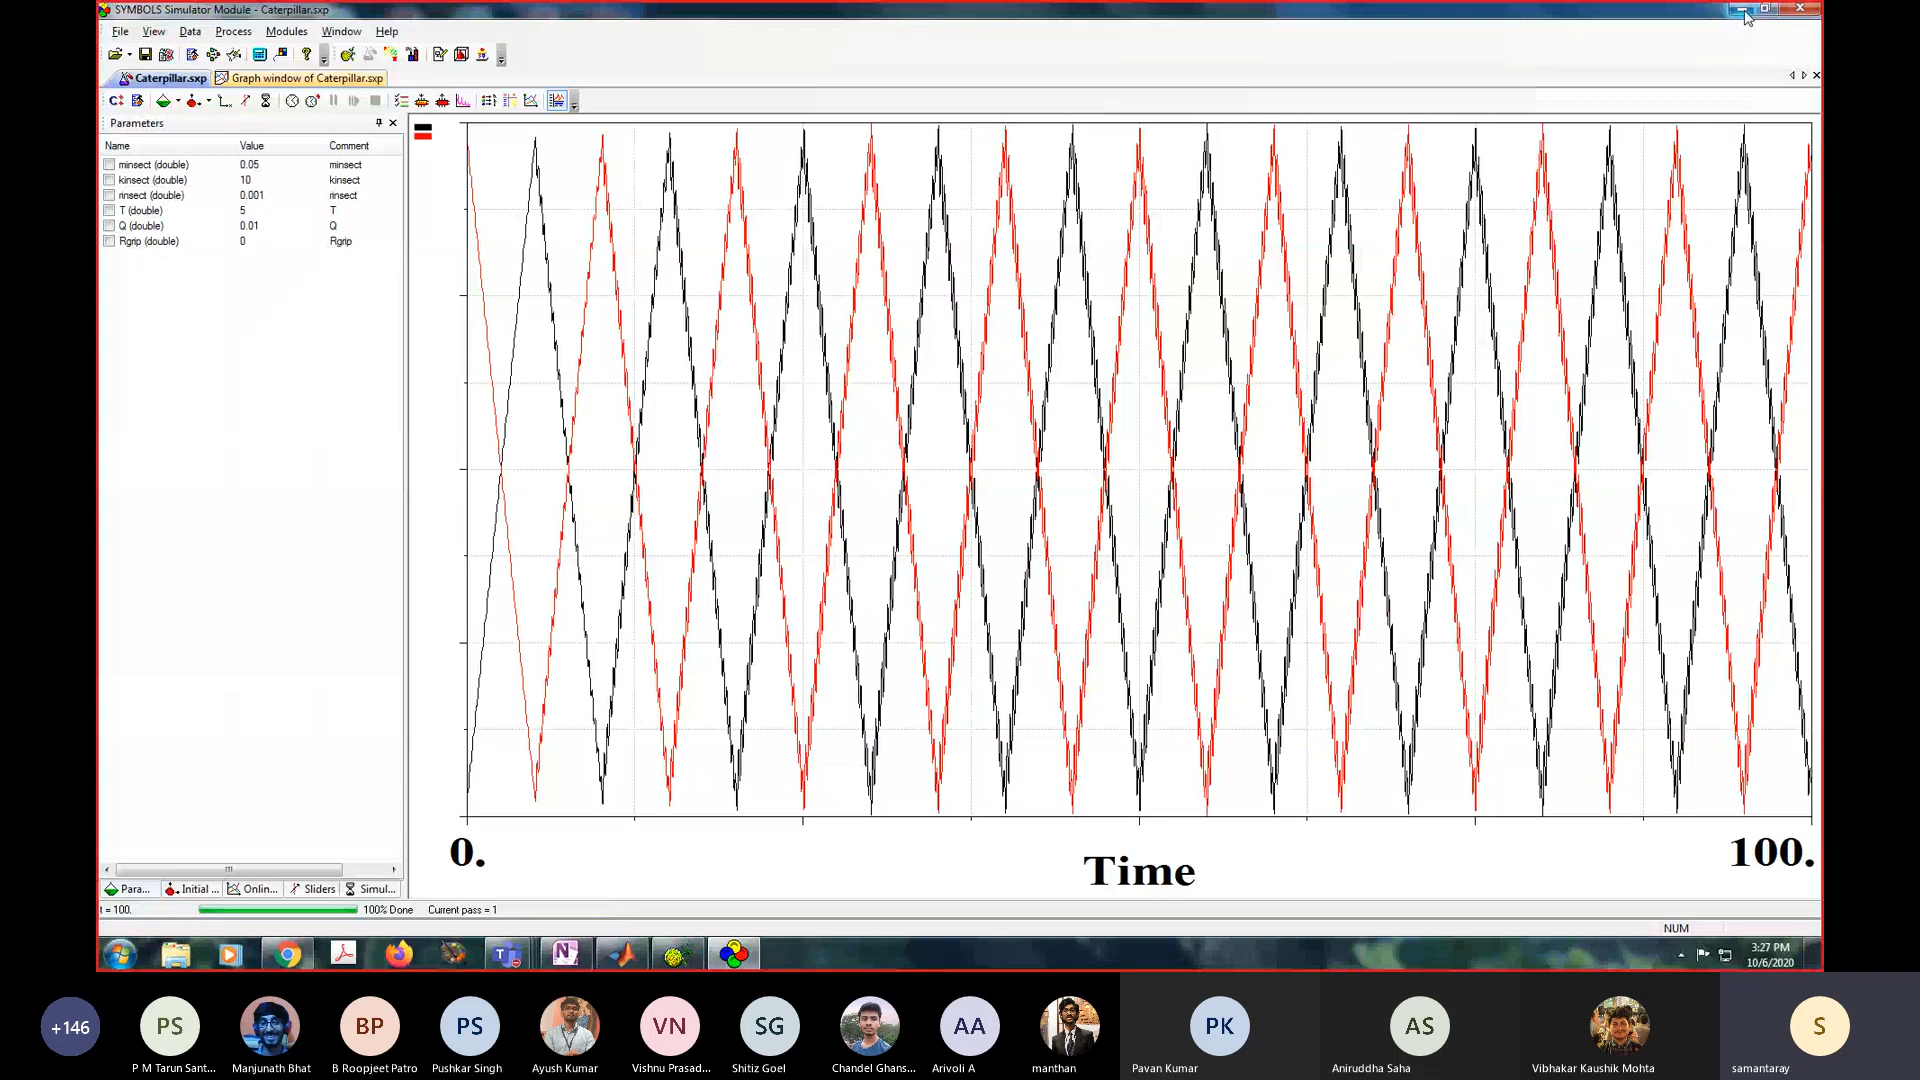 SYMBOLS Simulator Module - Caterpillar.sxp
File View Data Process Modules Window Help
Caterpillar.sxp Graph window of Caterpillar.sxp
Parameters
Name Value Comment
minsect (double) 0.05 minsect
kinsect (double) 10 kinsect
rinsect (double) 0.001 rinsect
T (double) 5 T
Q (double) 0.01 Q
Rgrip (double) 0 Rgrip
0. Time 100.
Para... Initial ... Onlin... Sliders Simul...
t = 100. 100% Done Current pass = 1
NUM
3:27 PM
10/6/2020
+146 PS BP PS VN SG AA PK AS S
P M Tarun Sant... Manjunath Bhat B Roopjeet Patro Pushkar Singh Ayush Kumar Vishnu Prasad... Shitiz Goel Chandel Ghans... Arivoli A manthan Pavan Kumar Aniruddha Saha Vibhakar Kaushik Mohta samantaray